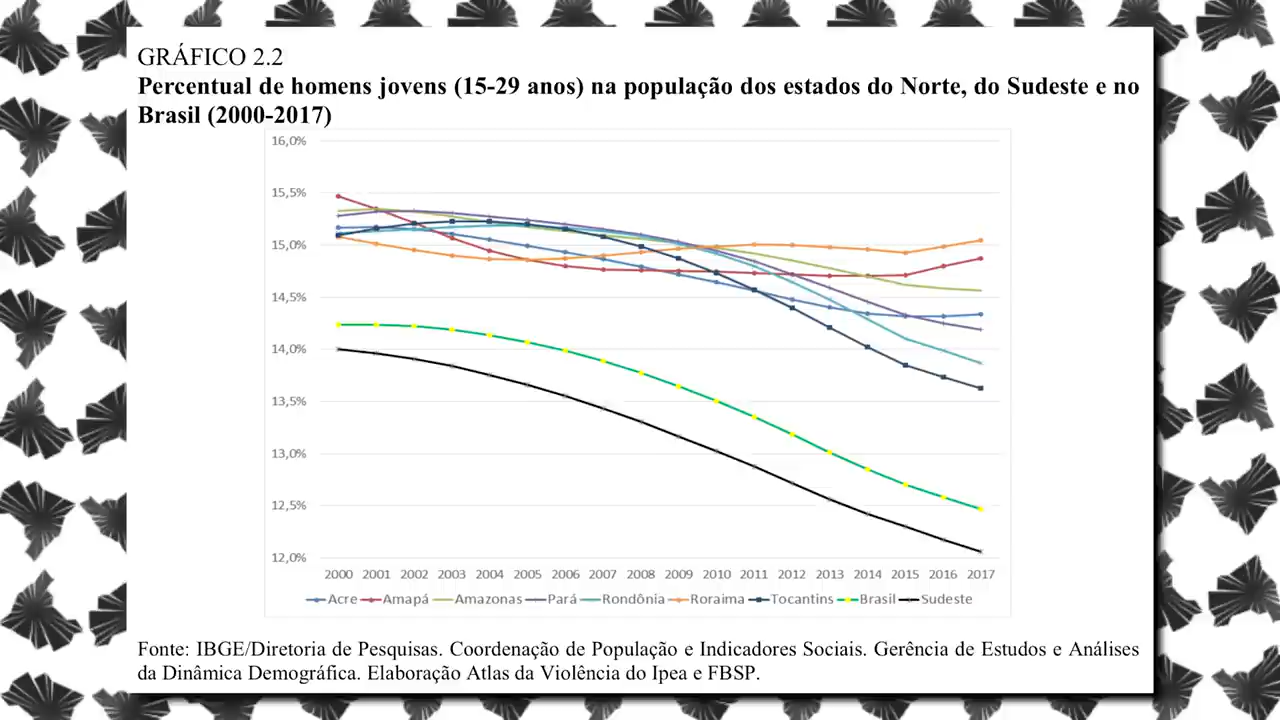 GRÁFICO 2.2
Percentual de homens jovens (15-29 anos) na população dos estados do Norte, do Sudeste e no
Brasil (2000-2017)
16,0%
15,5%
15,0%
14,5%
14,0%
13,5%
13,0%
12,5%
12,0%
2000 2001 2002 2003 2004 2005 2006 2007 2008 2009 2010 2011 2012 2013 2014 2015 2016 2017
Acre Amapá Amazonas Pará Rondônia Roraima Tocantins Brasil Sudeste
Fonte: IBGE/Diretoria de Pesquisas. Coordenação de População e Indicadores Sociais. Gerência de Estudos e Análises
da Dinâmica Demográfica. Elaboração Atlas da Violência do Ipea e FBSP.